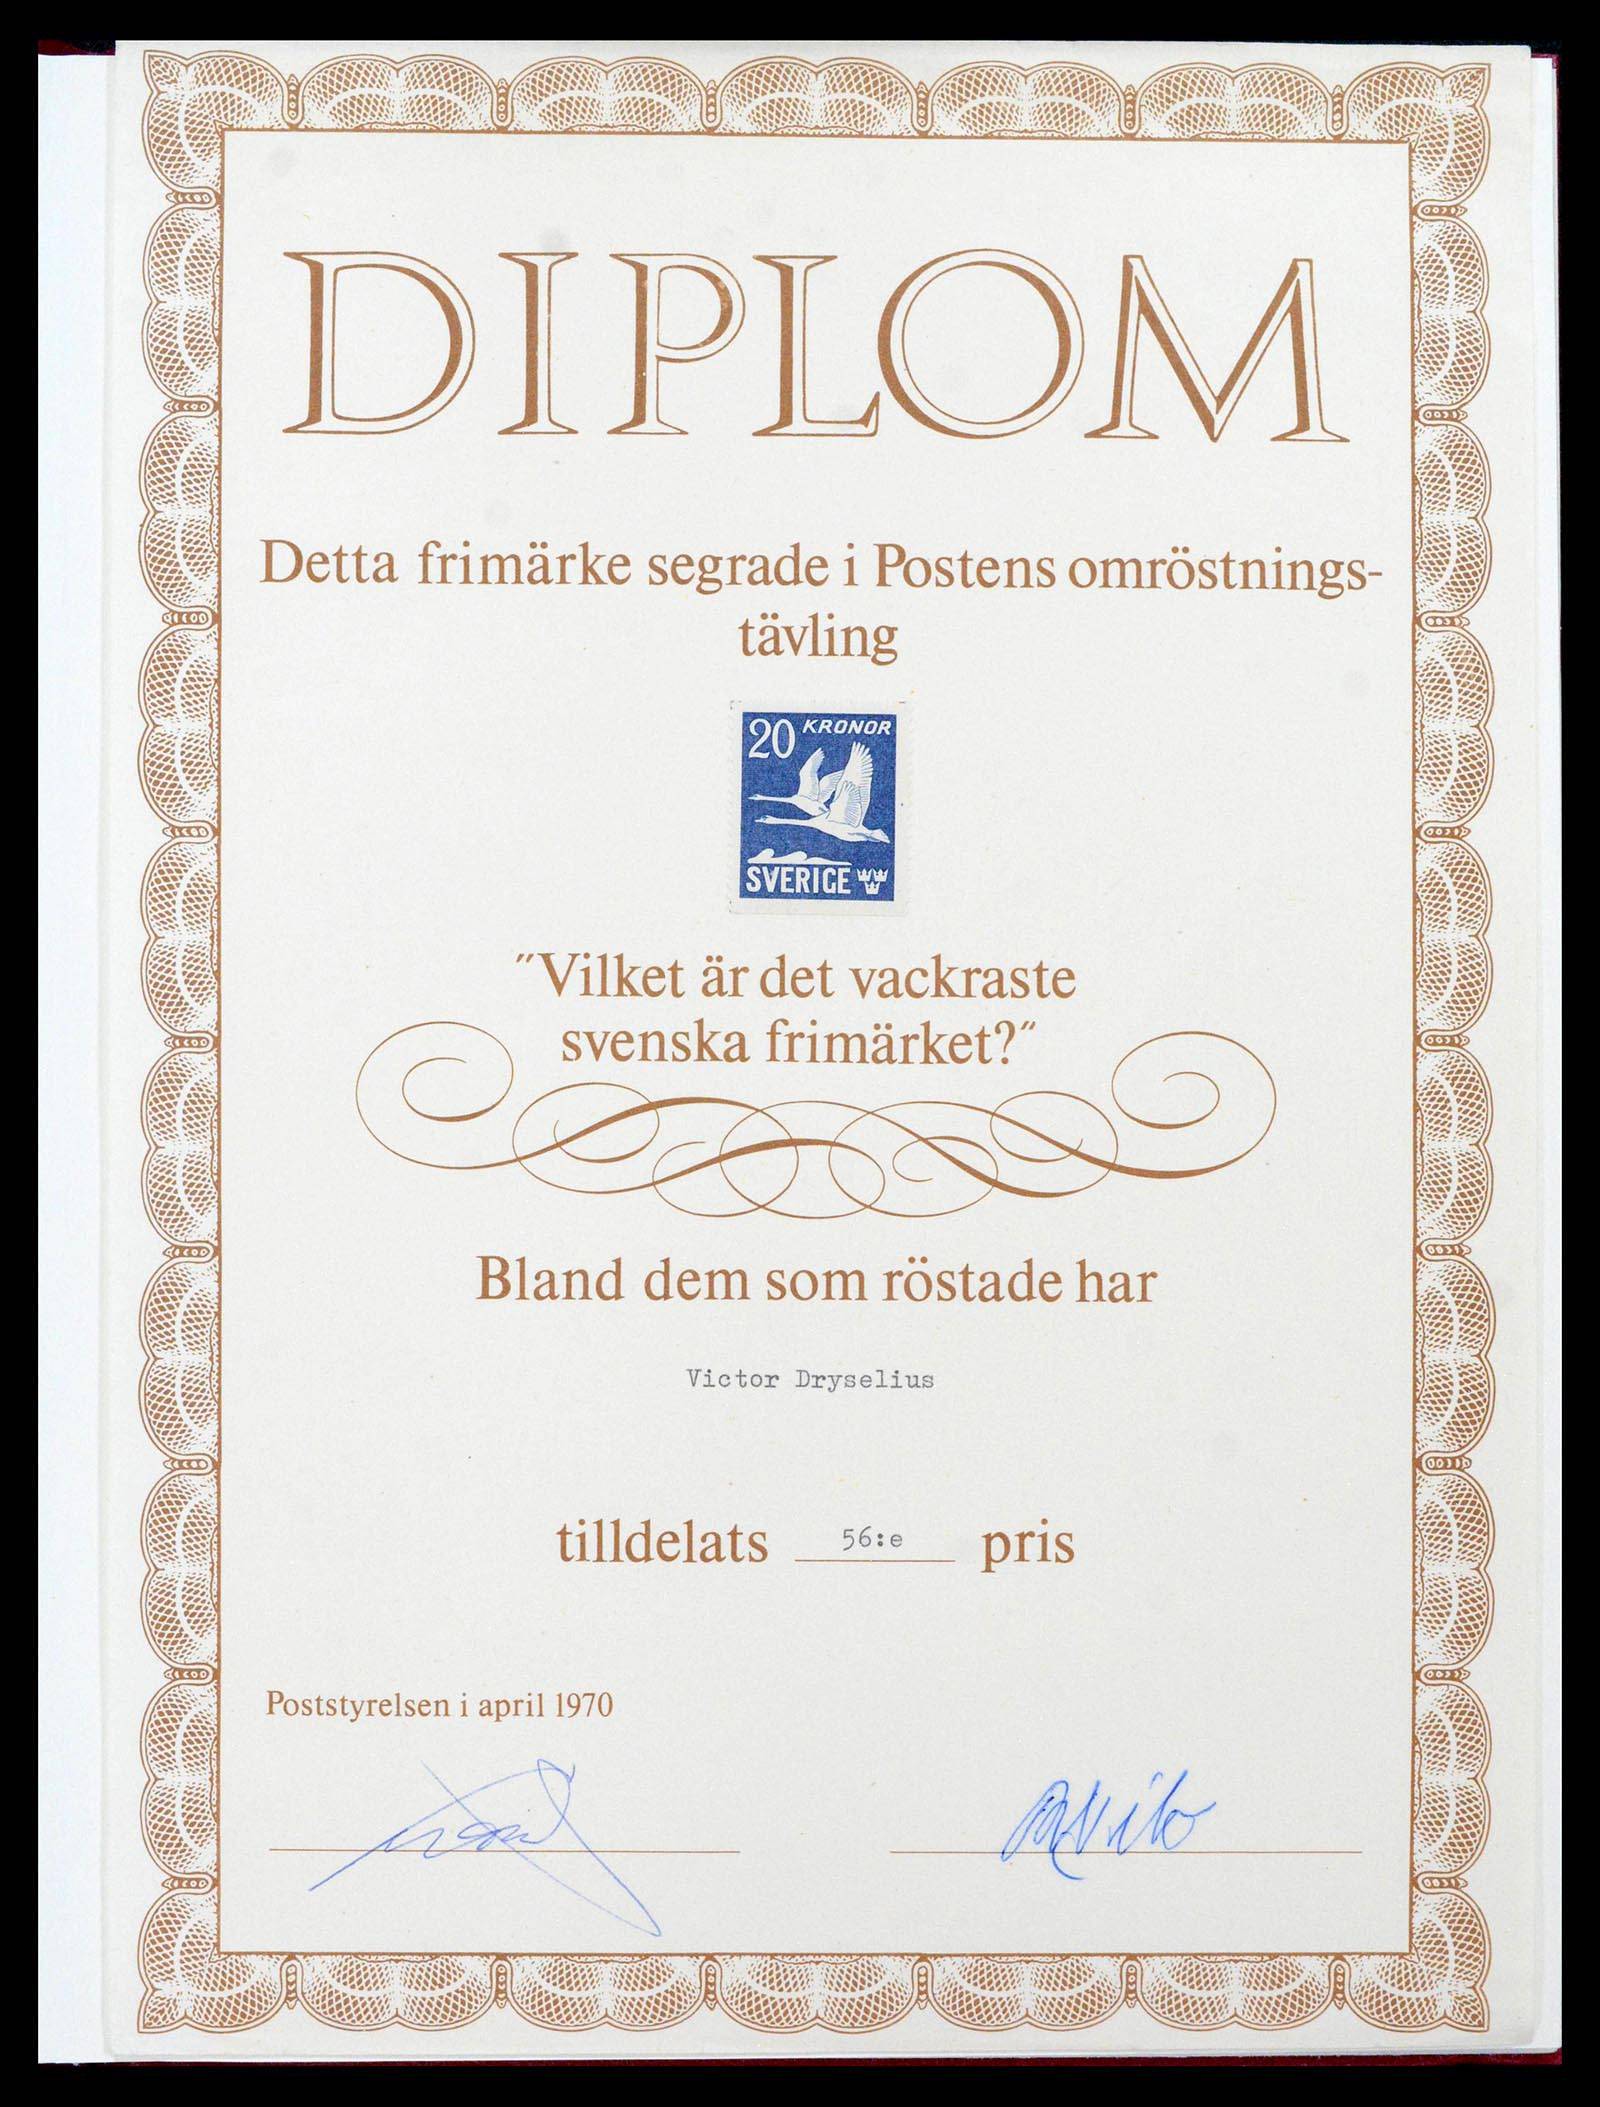 DIPLOM
Detta frimärke segrade i Postens omröstnings-
tävling
20 KRONOR
SVERIGE
"Vilket är det vackraste
svenska frimärket?"
Bland dem som röstade har
Victor Dryselius
tilldelats 56:e pris
Poststyrelsen i april 1970